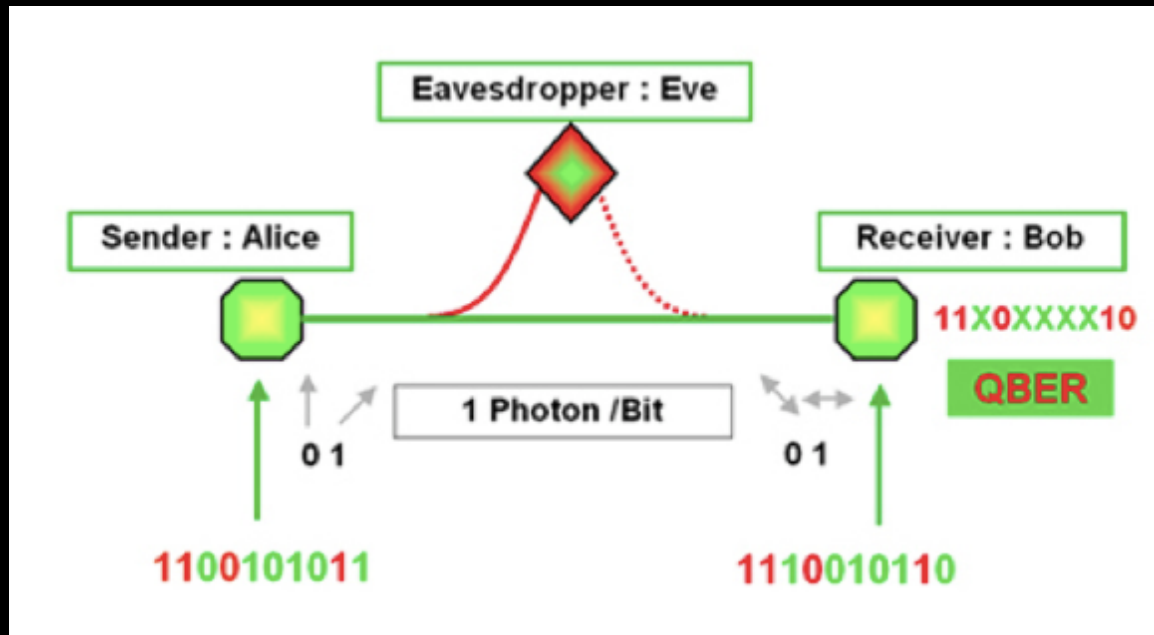 Eavesdropper : Eve
Sender : Alice
Receiver : Bob
11X0XXXX10
QBER
1 Photon /Bit
0 1
0 1
1100101011
1110010110